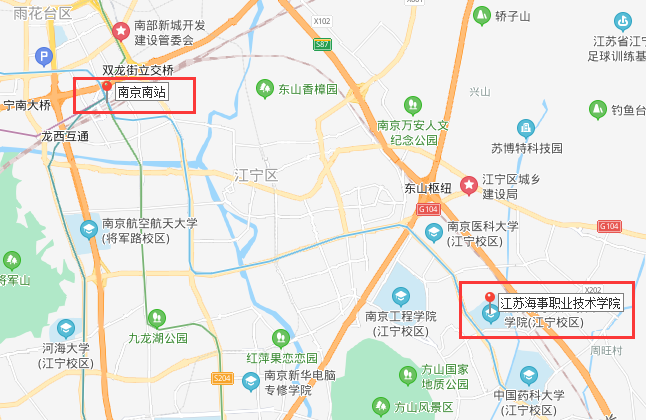 雨花台区
南部新城开发
建设管委会
X102
S87
轿子山
江苏省江宁
足球训练基
P
双龙街立交桥
南京南站
宁南大桥
龙西互通
东山香樟园
兴山
南京万安人文
纪念公园
钓鱼台
苏博特科技园
江宁区
东山枢纽
江宁区城乡
建设局
G104
G104
南京航空航天大学
(将军路校区)
南京医科大学
(江宁校区)
将军山
X202
江苏海事职业技术学院
学院(江宁校区)
南京工程学院
(江宁校区)
九龙湖公园
河海大学
(江宁校区)
红苹果恋恋园
周旺村
方山国家
地质公园
S204
南京新华电脑
专修学院
中国药科大学
(江宁校区)
方山风景区